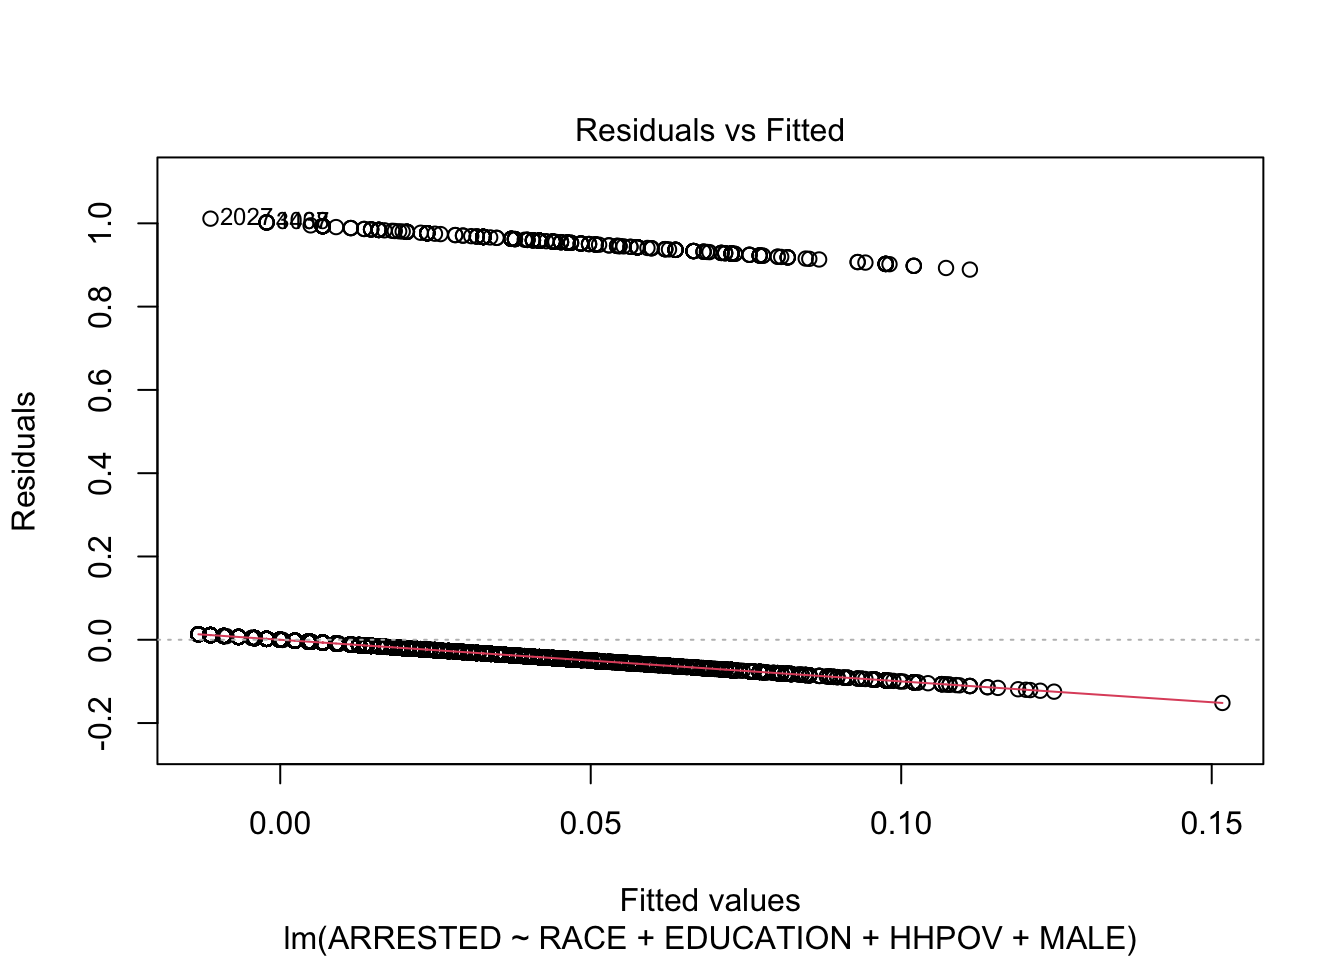 Residuals vs Fitted
Residuals
1.0
0.8
0.6
0.4
0.2
0.0
-0.2
2027
0.00 0.05 0.10 0.15
Fitted values
lm(ARRESTED ~ RACE + EDUCATION + HHPOV + MALE)